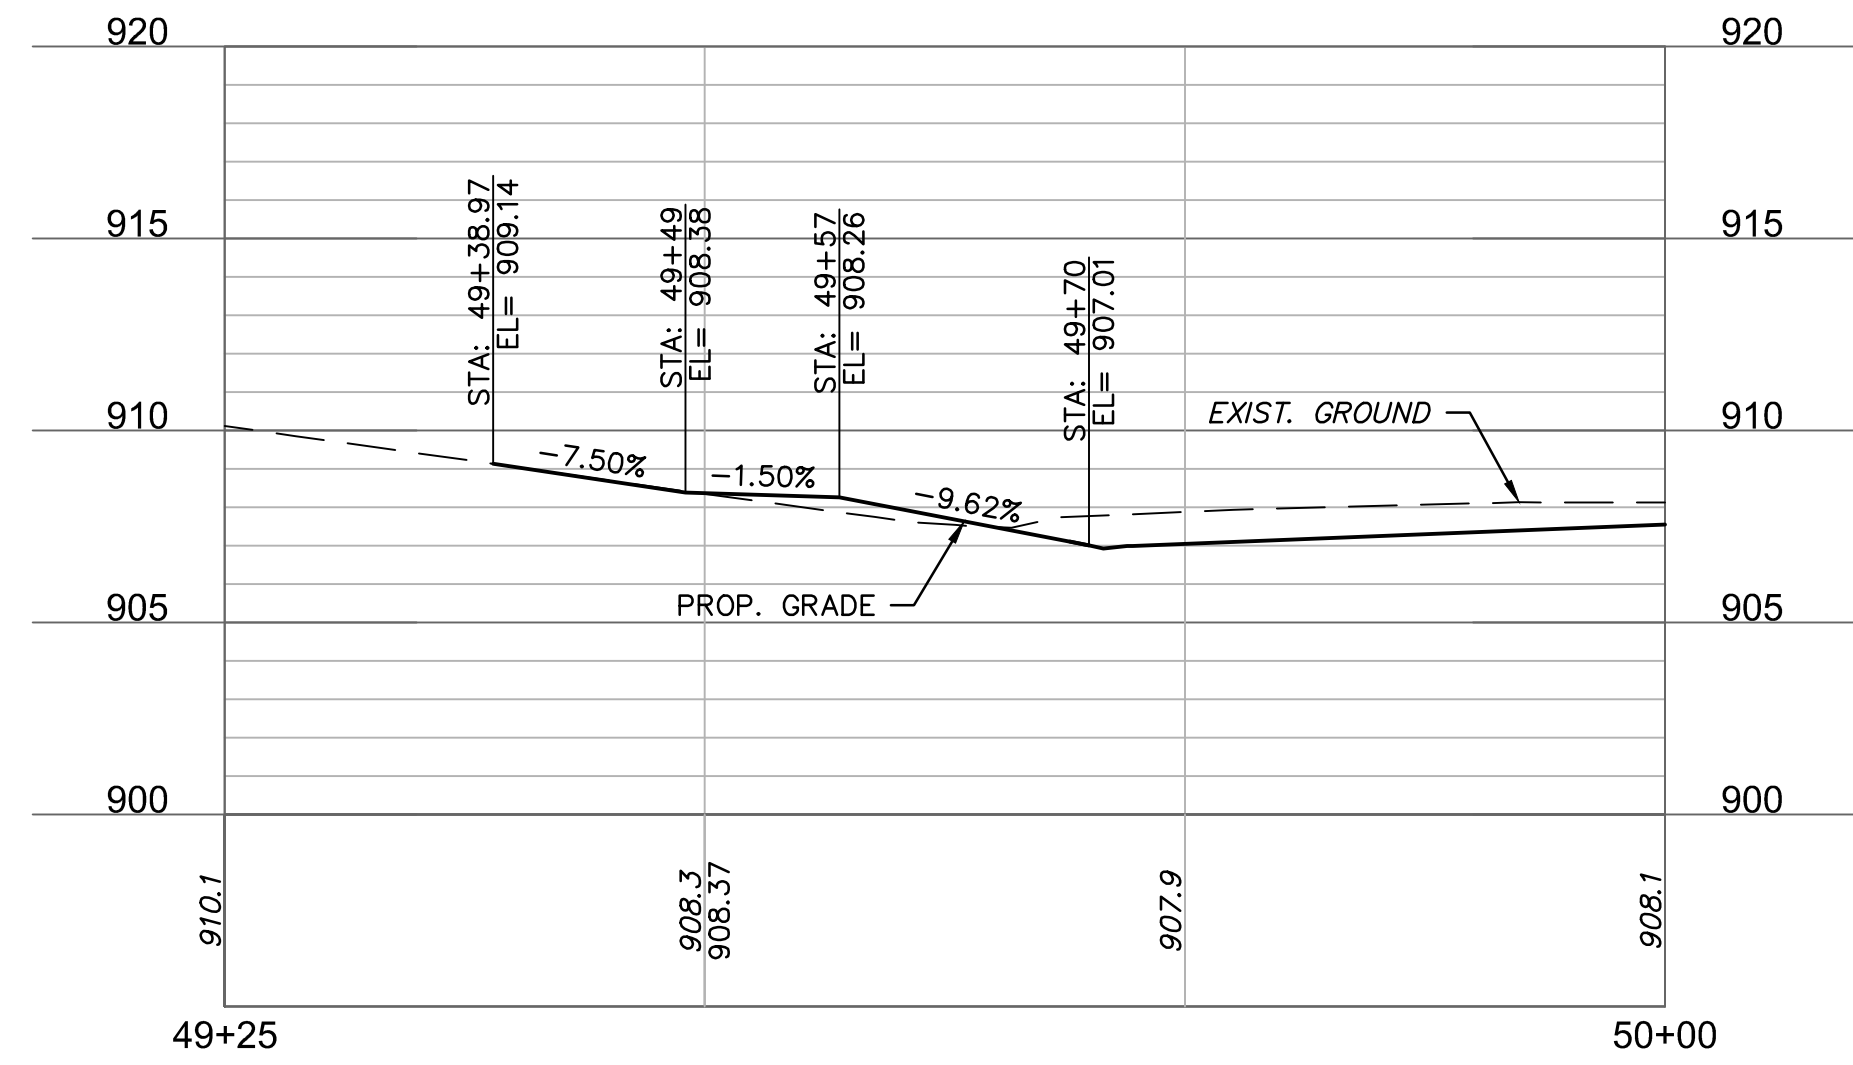 920
920
915
915
910
910
905
905
900
900
STA: 49+38.97
EL= 909.14
STA: 49+49
EL= 908.38
STA: 49+57
EL= 908.26
STA: 49+70
EL= 907.01
-7.50%
-1.50%
-9.62%
EXIST. GROUND
PROP. GRADE
910.1
908.3
908.37
907.9
908.1
49+25
50+00